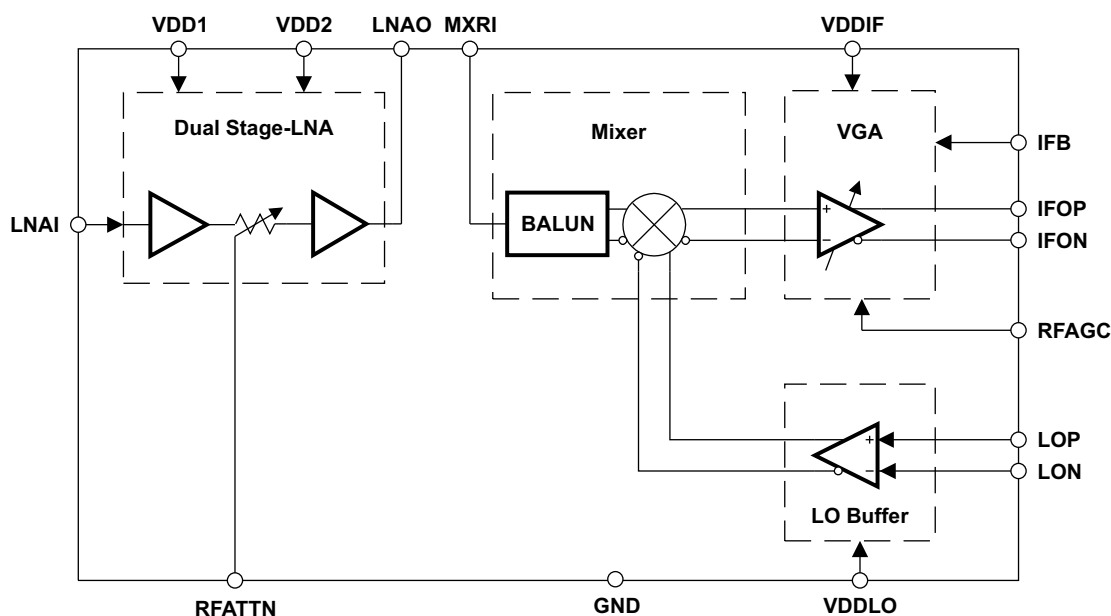 VDD1 VDD2 LNAO MXRI VDDIF
Dual Stage-LNA Mixer VGA
IFB
LNAI BALUN + IFOP
− IFON
RFAGC
+ LOP
− LON
LO Buffer
RFATTN GND VDDLO